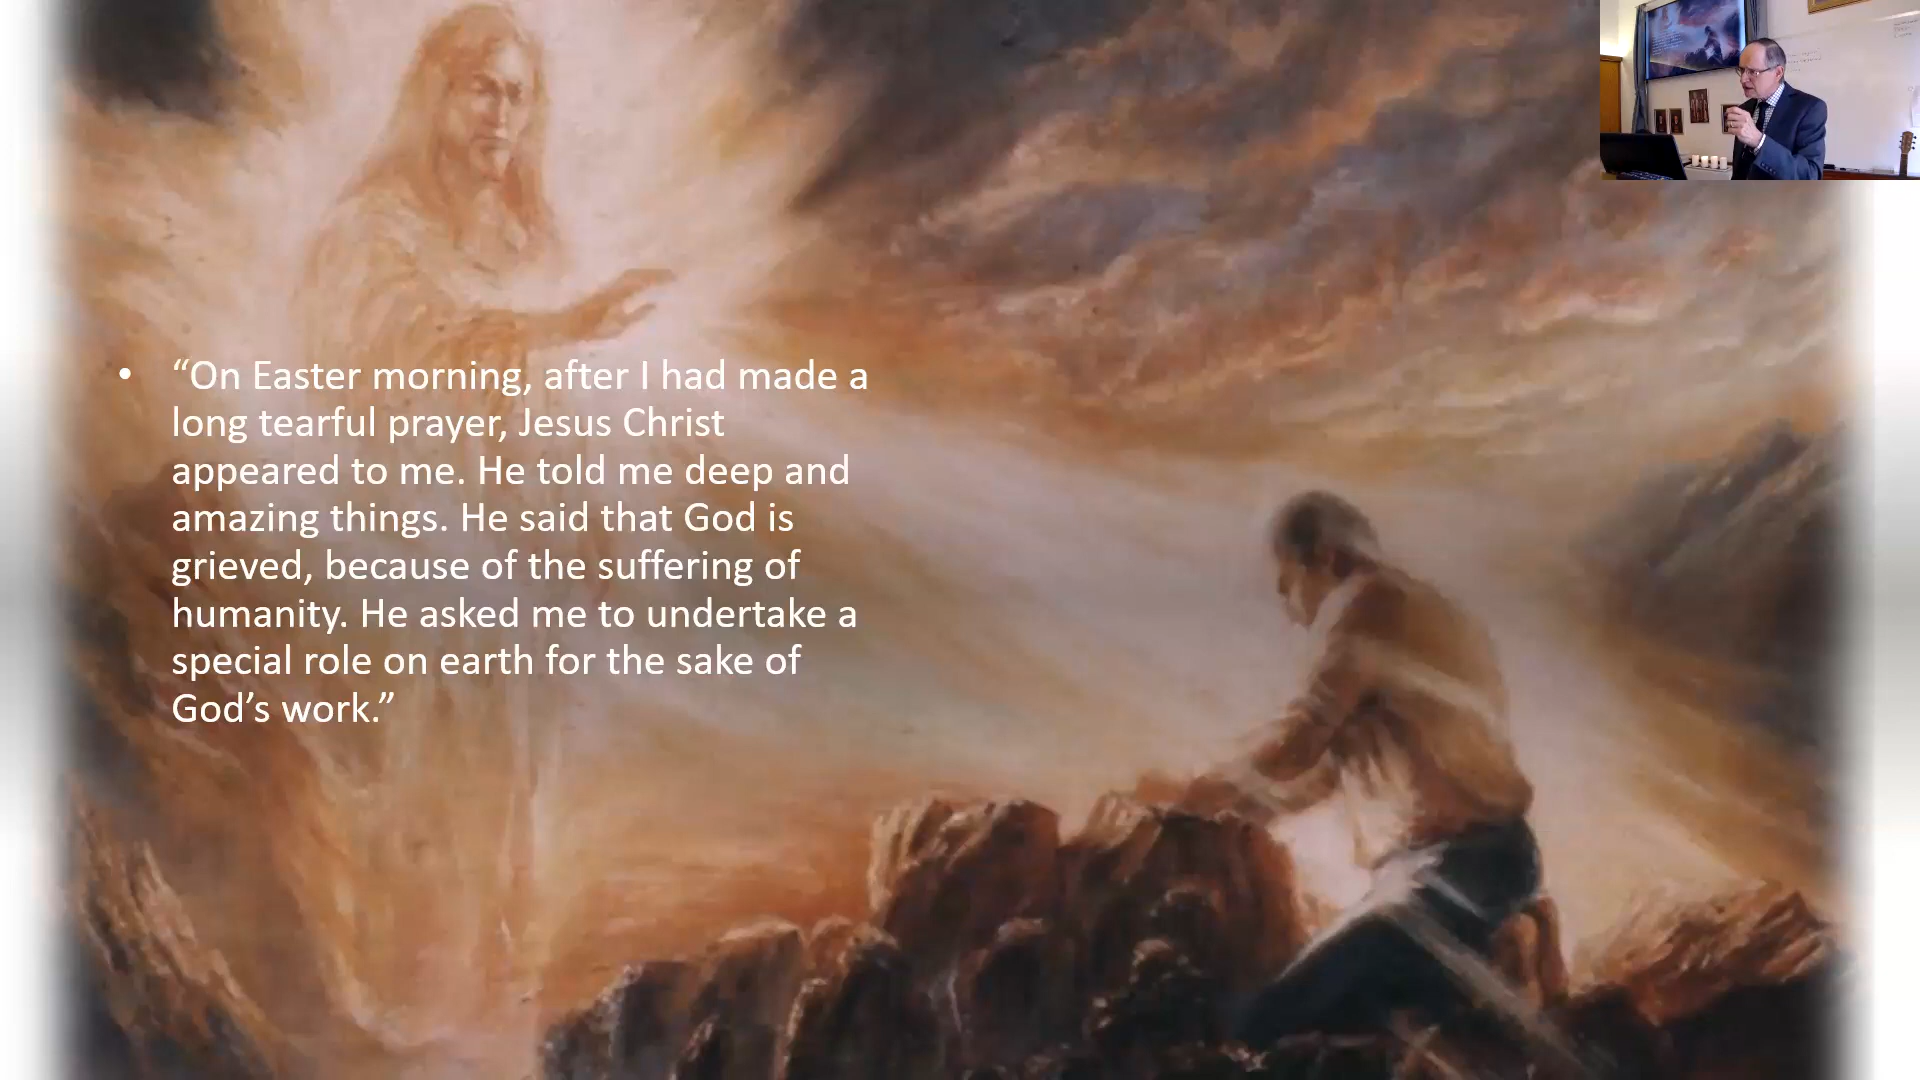 • “On Easter morning, after I had made a
long tearful prayer, Jesus Christ
appeared to me. He told me deep and
amazing things. He said that God is
grieved, because of the suffering of
humanity. He asked me to undertake a
special role on earth for the sake of
God’s work.”